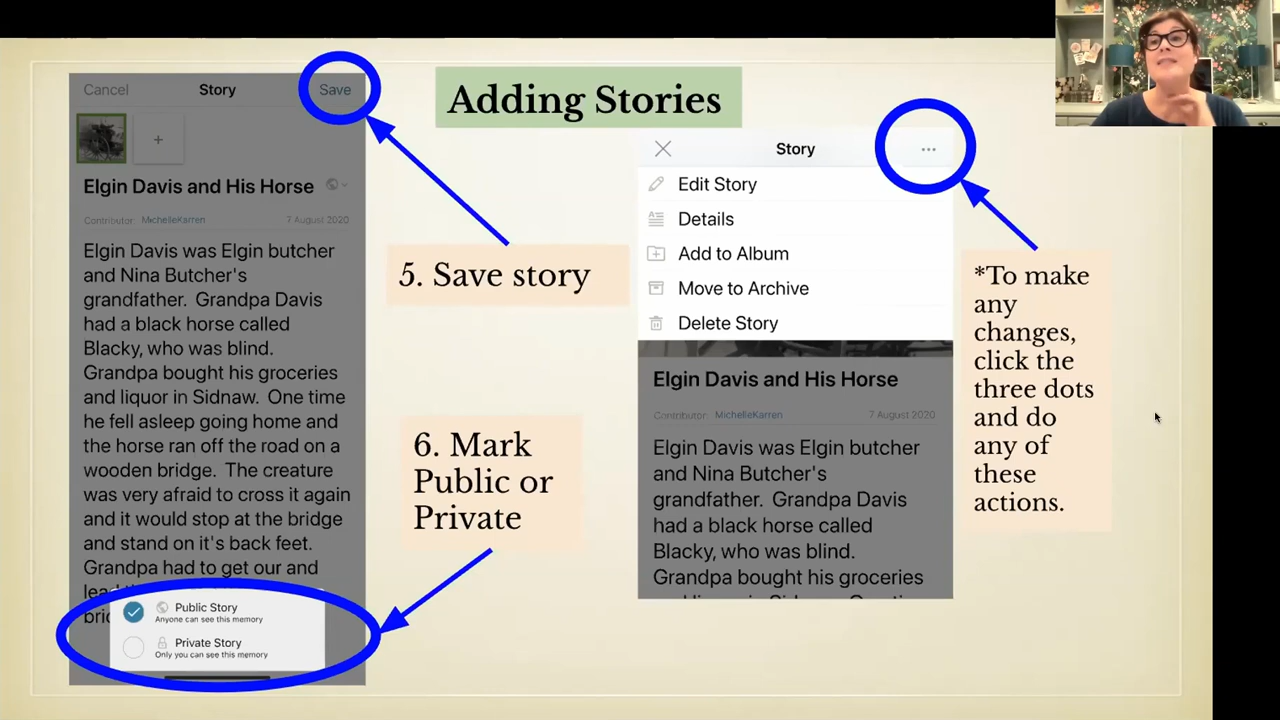 Adding Stories
Cancel Story Save
+
Elgin Davis and His Horse
Contributor: MichelleKarren 7 August 2020
Elgin Davis was Elgin butcher
and Nina Butcher's
grandfather. Grandpa Davis
had a black horse called
Blacky, who was blind.
Grandpa bought his groceries
and liquor in Sidnaw. One time
he fell asleep going home and
the horse ran off the road on a
wooden bridge. The creature
was very afraid to cross it again
and it would stop at the bridge
and stand on it's back feet.
Grandpa had to get our and
Public Story
Anyone can see this memory
Private Story
Only you can see this memory
5. Save story
6. Mark
Public or
Private
Story ...
Edit Story
Details
Add to Album
Move to Archive
Delete Story
Elgin Davis and His Horse
Contributor: MichelleKarren 7 August 2020
Elgin Davis was Elgin butcher
and Nina Butcher's
grandfather. Grandpa Davis
had a black horse called
Blacky, who was blind.
Grandpa bought his groceries
*To make
any
changes,
click the
three dots
and do
any of
these
actions.